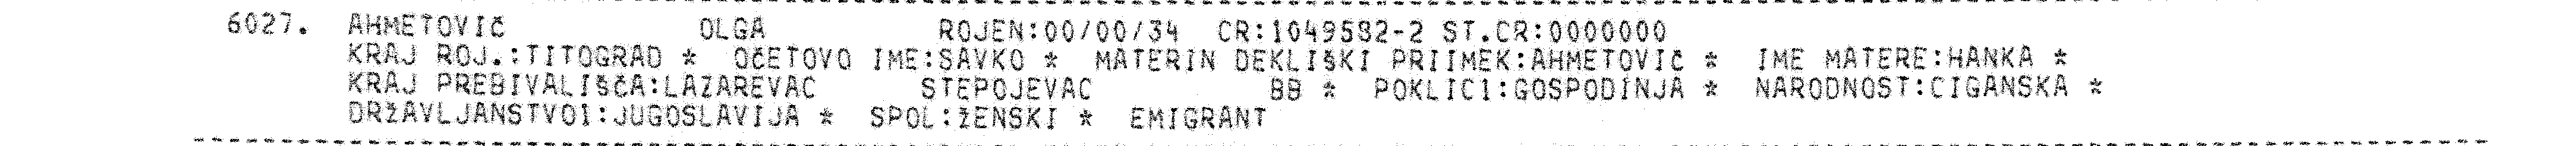 6027. AHMETOVIČ OLGA ROJEN:00/00/34 CR:1049592-2 ST.CR:0000000
KRAJ ROJ.:TITOGRAD * OČETOVO IME:SAVKO * MATERIN DEKLIŠKI PRIIMEK:AHMETOVIČ * IME MATERE:HANKA *
KRAJ PREBIVALIŠČA:LAZAREVAC STEPOJEVAC BB * POKLIC1:GOSPODINJA * NARODNOST:CIGANSKA *
DRŽAVLJANSTVO1:JUGOSLAVIJA * SPOL:ŽENSKI * EMIGRANT